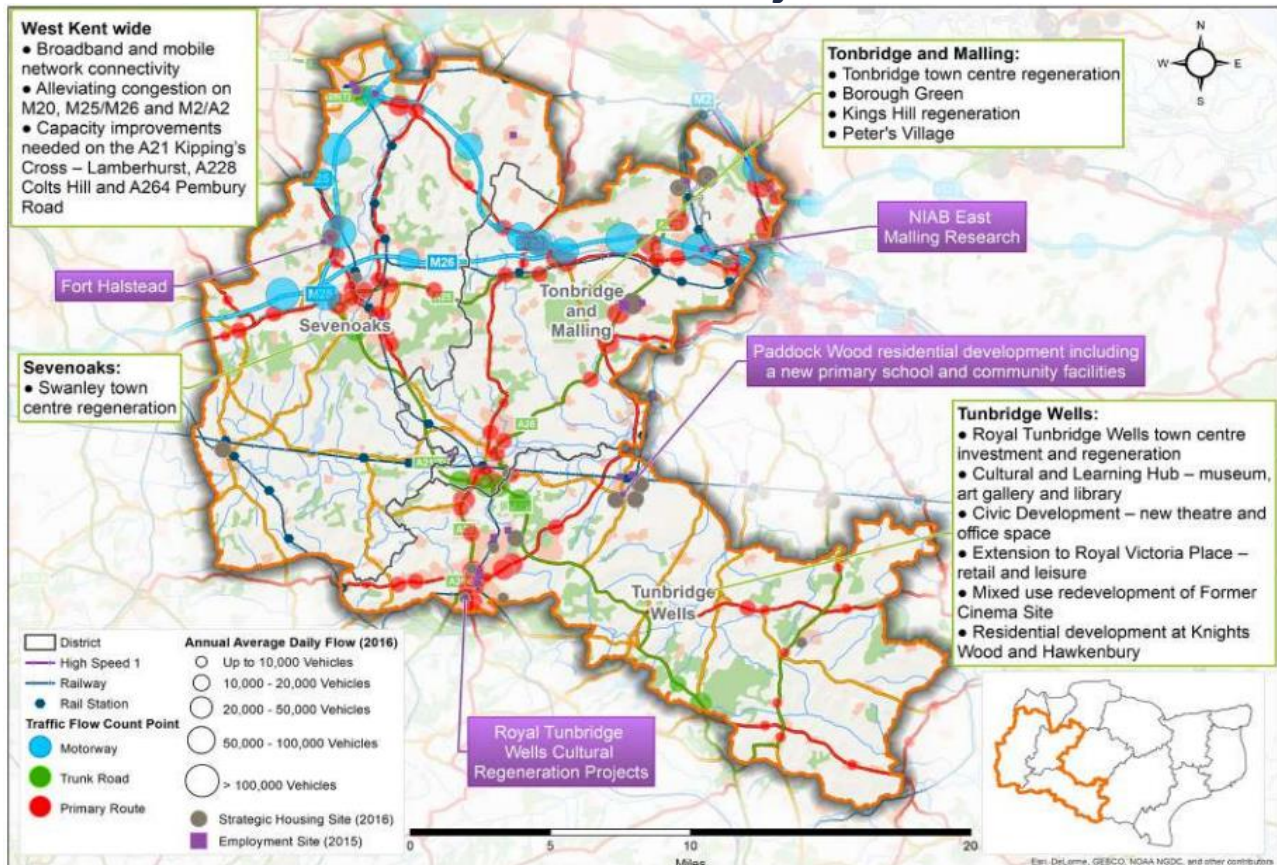 West Kent wide
● Broadband and mobile
network connectivity
● Alleviating congestion on
M20, M25/M26 and M2/A2
● Capacity improvements
needed on the A21 Kipping's
Cross – Lamberhurst, A228
Colts Hill and A264 Pembury
Road
Tonbridge and Malling:
● Tonbridge town centre regeneration
● Borough Green
● Kings Hill regeneration
● Peter's Village
N
W E
S
M2
NIAB East
Malling Research
Fort Halstead
M26
M25
Sevenoaks
Tonbridge
and
Malling
Sevenoaks:
● Swanley town
centre regeneration
Paddock Wood residential development including
a new primary school and community facilities
A26
Tunbridge Wells:
● Royal Tunbridge Wells town centre
investment and regeneration
● Cultural and Learning Hub – museum,
art gallery and library
● Civic Development – new theatre and
office space
● Extension to Royal Victoria Place –
retail and leisure
● Mixed use redevelopment of Former
Cinema Site
● Residential development at Knights
Wood and Hawkenbury
Tunbridge
Wells
Royal Tunbridge
Wells Cultural
Regeneration Projects
District
High Speed 1
Railway
Rail Station
Traffic Flow Count Point
Motorway
Trunk Road
Primary Route
Annual Average Daily Flow (2016)
Up to 10,000 Vehicles
10,000 - 20,000 Vehicles
20,000 - 50,000 Vehicles
50,000 - 100,000 Vehicles
> 100,000 Vehicles
Strategic Housing Site (2016)
Employment Site (2015)
0 5 10 20
Miles
Esri, DeLorme, GEBCO, NOAA NGDC, and other contributors